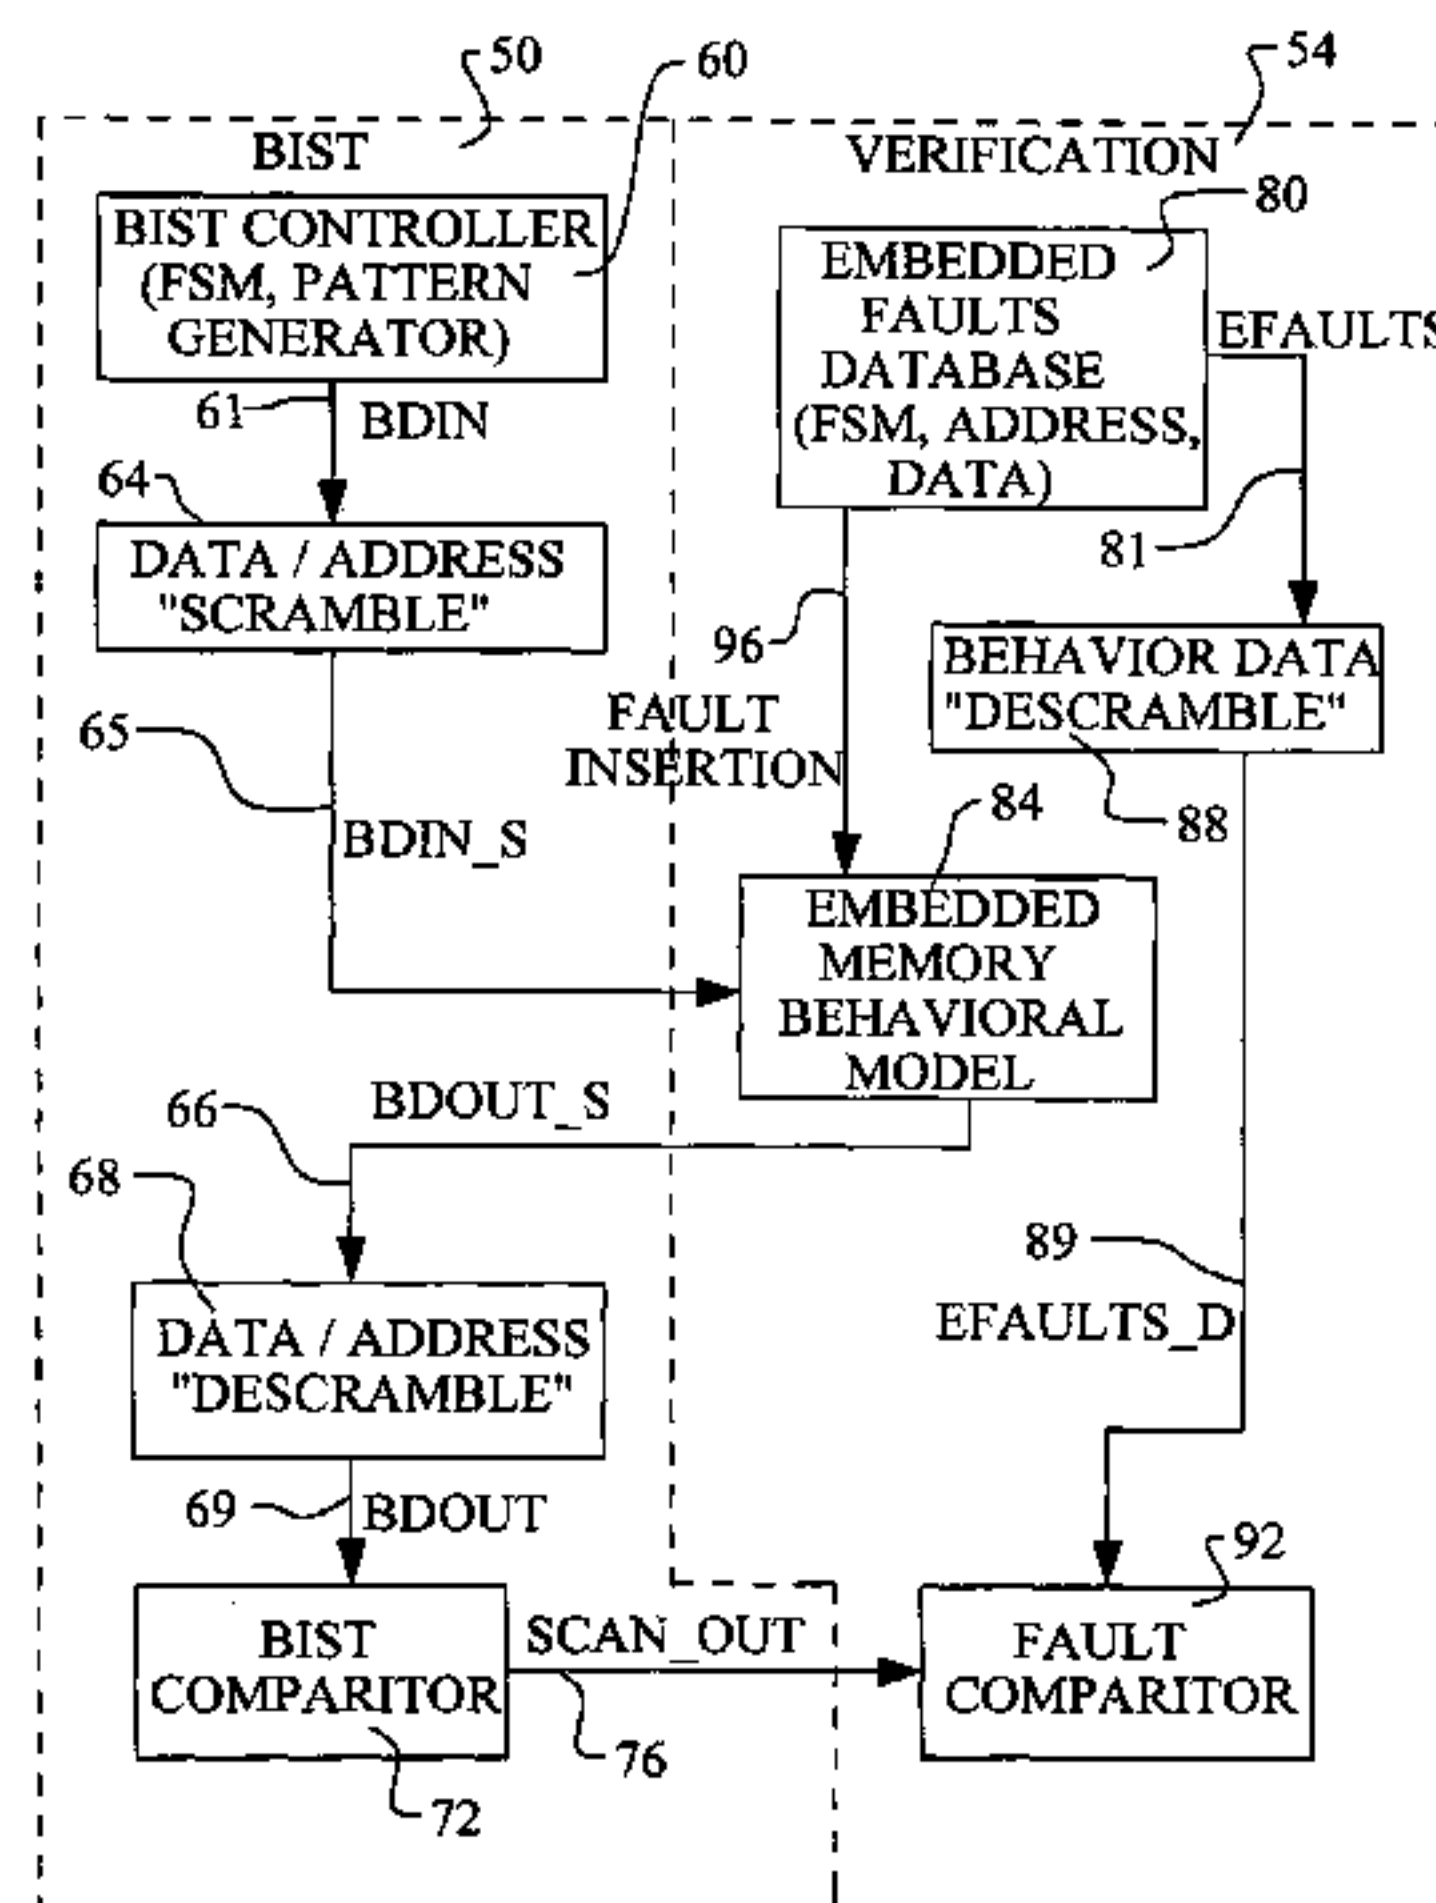 50
60
54
BIST
VERIFICATION
BIST CONTROLLER
(FSM, PATTERN
GENERATOR)
80
EMBEDDED
FAULTS
DATABASE
(FSM, ADDRESS,
DATA)
EFAULTS
61
BDIN
64
81
DATA / ADDRESS
"SCRAMBLE"
96
BEHAVIOR DATA
"DESCRAMBLE"
65
FAULT
INSERTION
84
88
BDIN_S
EMBEDDED
MEMORY
BEHAVIORAL
MODEL
66
BDOUT_S
68
89
DATA / ADDRESS
"DESCRAMBLE"
EFAULTS_D
69
BDOUT
92
BIST
COMPARITOR
SCAN_OUT
FAULT
COMPARITOR
76
72